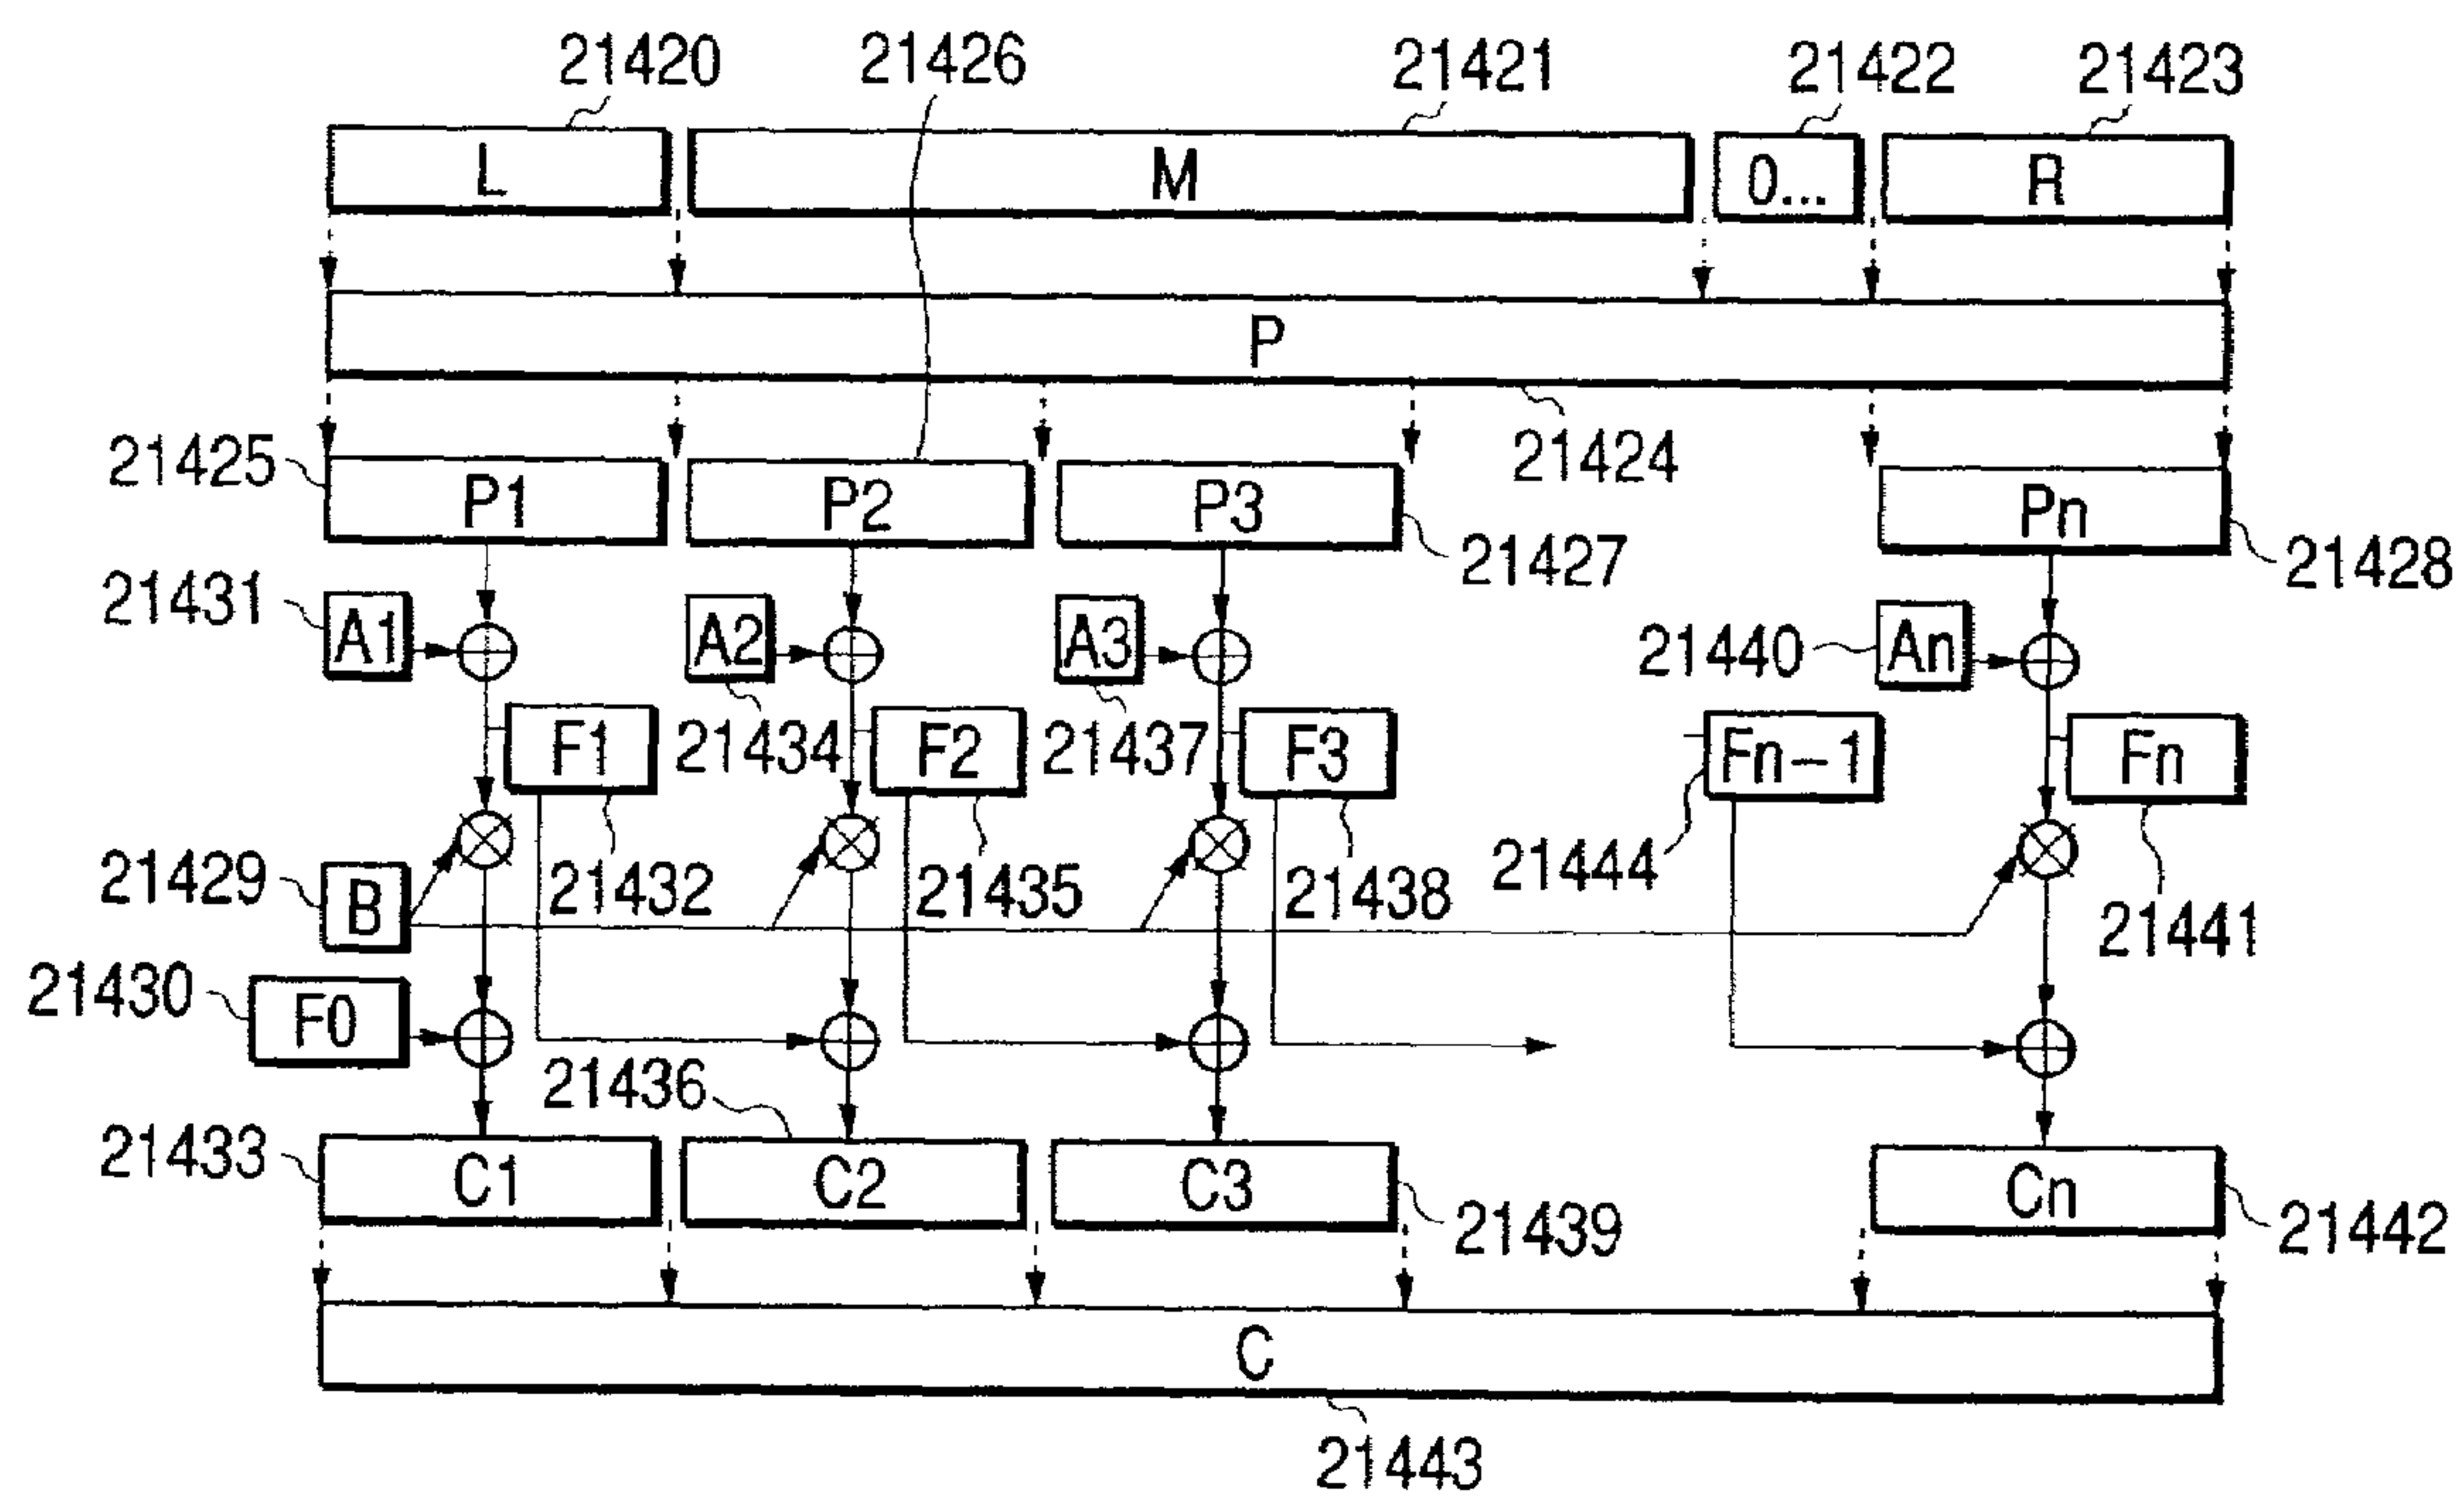 21420 21426 21421 21422 21423
L M 0... R
P
21425 21424
P1 P2 P3 Pn
21427 21428
21431 A1 A2 A3 21440 An
21434 21437
F1 F2 F3 Fn-1 Fn
21429 B 21432 21435 21438 21444 21441
21430 F0
21436
21433 C1 C2 C3 Cn
21439 21442
C
21443